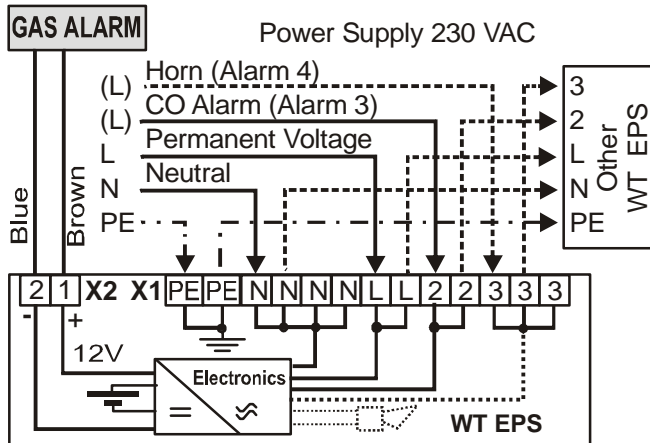 GAS ALARM
Power Supply 230 VAC
(L) Horn (Alarm 4)
3
(L) CO Alarm (Alarm 3)
2
L Permanent Voltage
L
N Neutral
N
PE
PE
Other
WT EPS
Blue
Brown
2 1 X2 X1 PE PE N N N N L L 2 2 3 3 3
- +
12V
Electronics
WT EPS